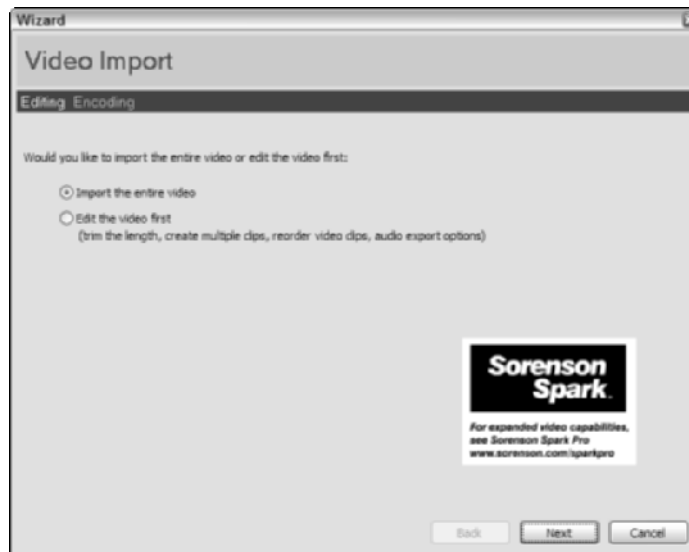 Wizard
Video Import
Editing Encoding
Would you like to import the entire video or edit the video first:
Import the entire video
Edit the video first
(trim the length, create multiple clips, reorder video clips, audio export options)
Sorenson
Spark.
For expanded video capabilities,
see Sorenson Spark Pro
www.sorenson.com/sparkpro
Back Next Cancel